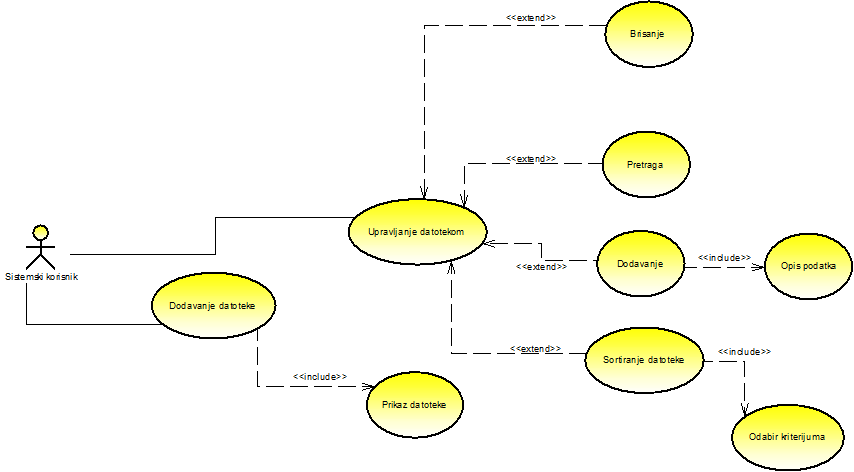 <<extend>>
Brisanje
<<extend>>
Pretraga
Upravljanje datotekom
Sistemski korisnik
<<extend>>
Dodavanje
<<include>>
Opis podatka
Dodavanje datoteke
<<extend>>
Sortiranje datoteke
<<include>>
<<include>>
Prikaz datoteke
Odabir kriterijuma